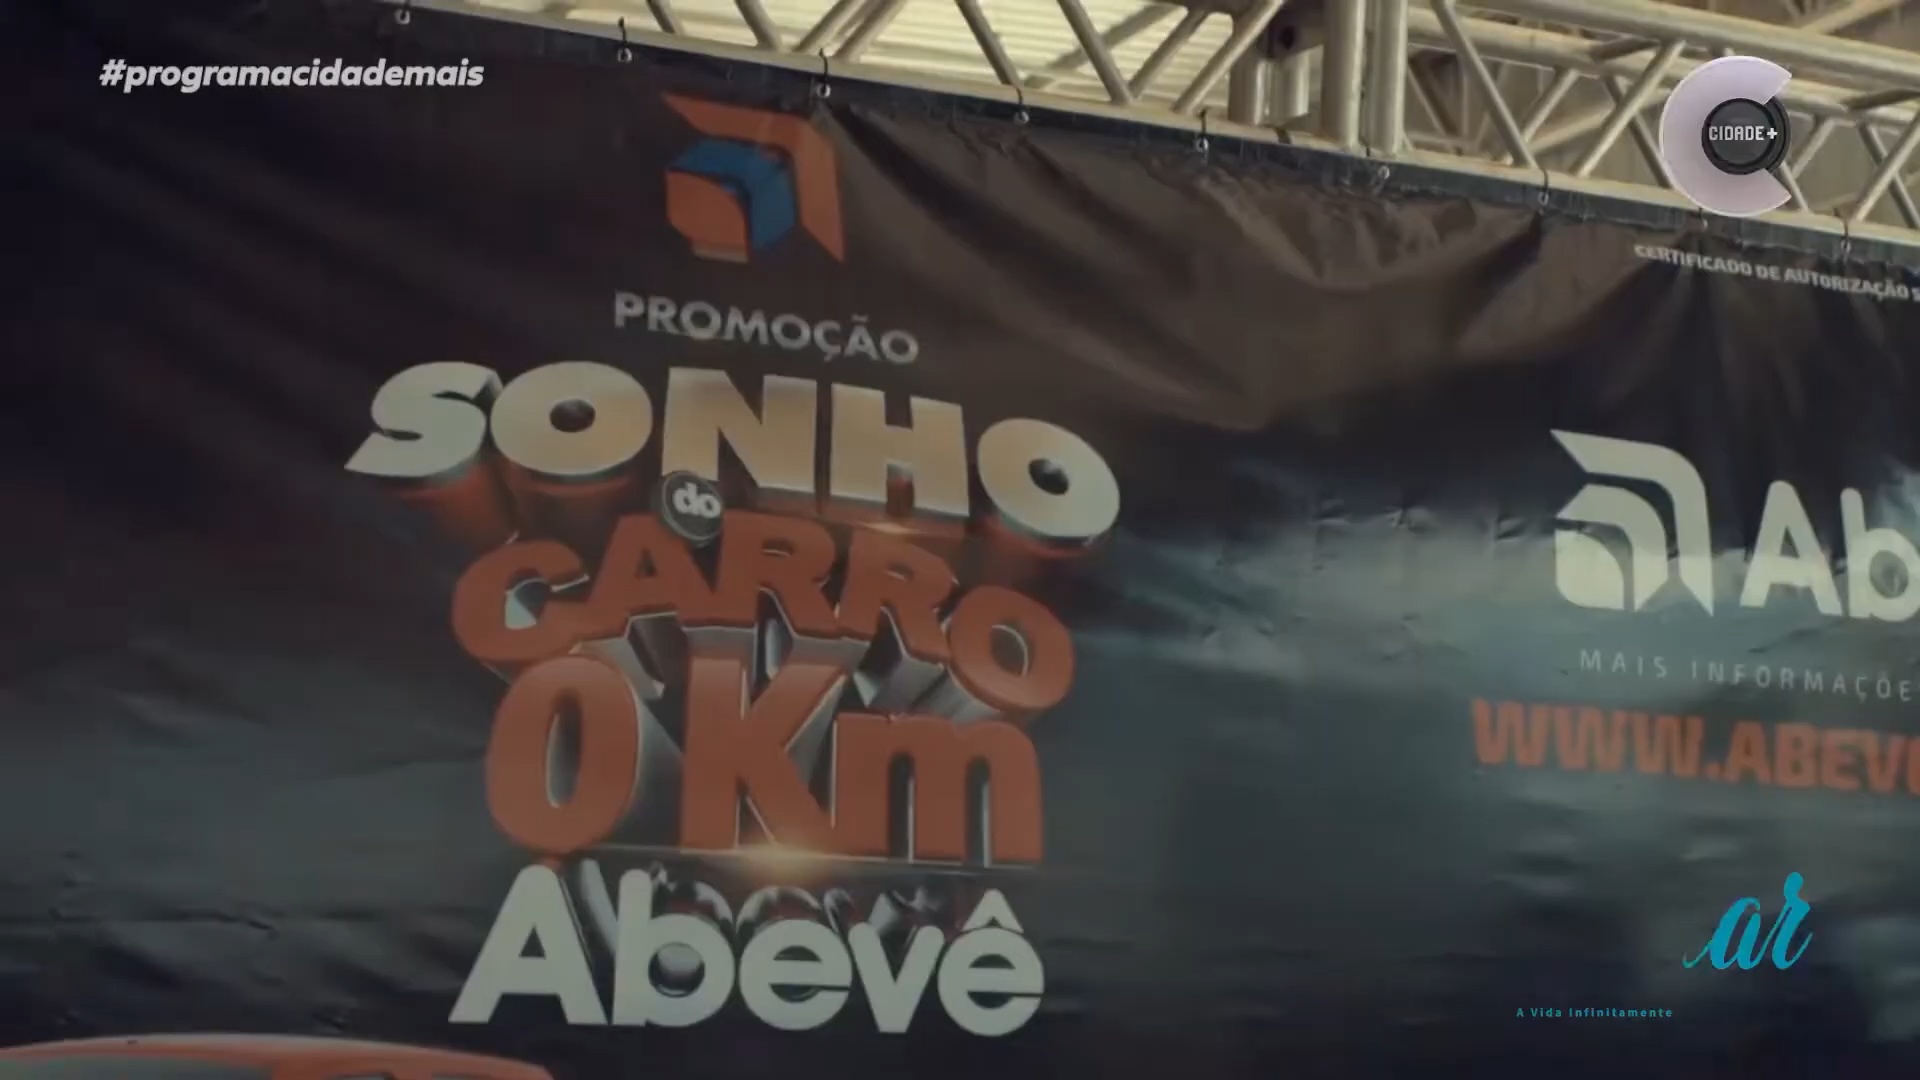 #programacidademais
CIDADE+
CERTIFICADO DE AUTORIZAÇÃO
PROMOÇÃO
SONHO
do
CARRO
0Km
Abevê
Ab
MAIS INFORMAÇÕE
WWW.ABEV
ar
A Vida Infinitamente